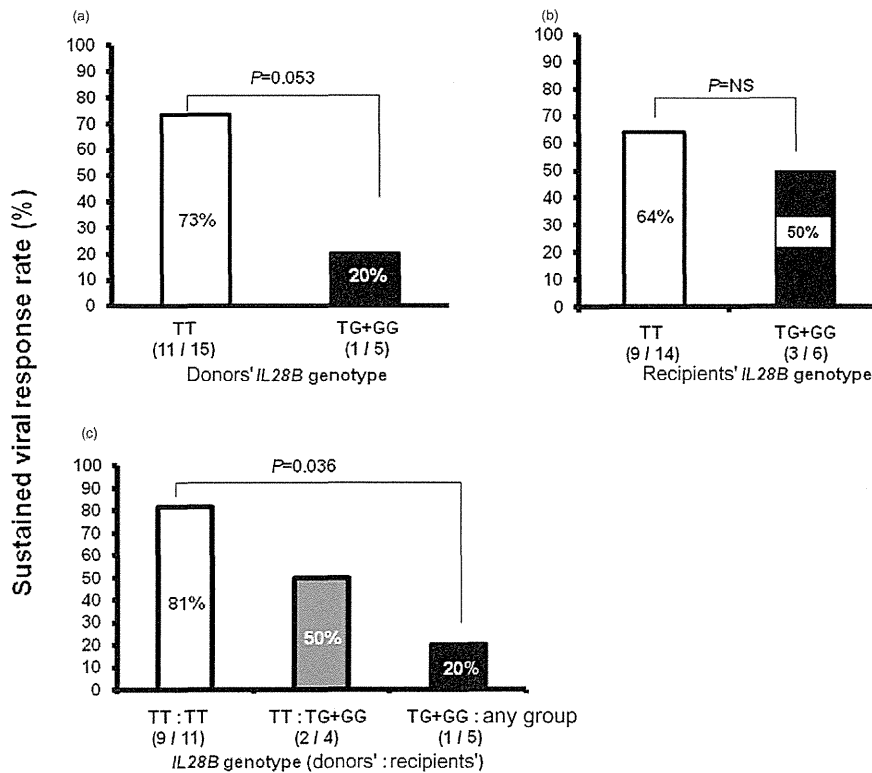 (a)
P=0.053
100
90
80
70
60
50
40
30
20
10
0
73%
20%
TT
TG+GG
(11 / 15)
(1 / 5)
Donors' IL28B genotype
(b)
P=NS
100
90
80
70
60
50
40
30
20
10
0
64%
50%
TT
TG+GG
(9 / 14)
(3 / 6)
Recipients' IL28B genotype
Sustained viral response rate (%)
(c)
P=0.036
100
90
80
70
60
50
40
30
20
10
0
81%
50%
20%
TT : TT
TT : TG+GG
TG+GG : any group
(9 / 11)
(2 / 4)
(1 / 5)
IL28B genotype (donors' : recipients')